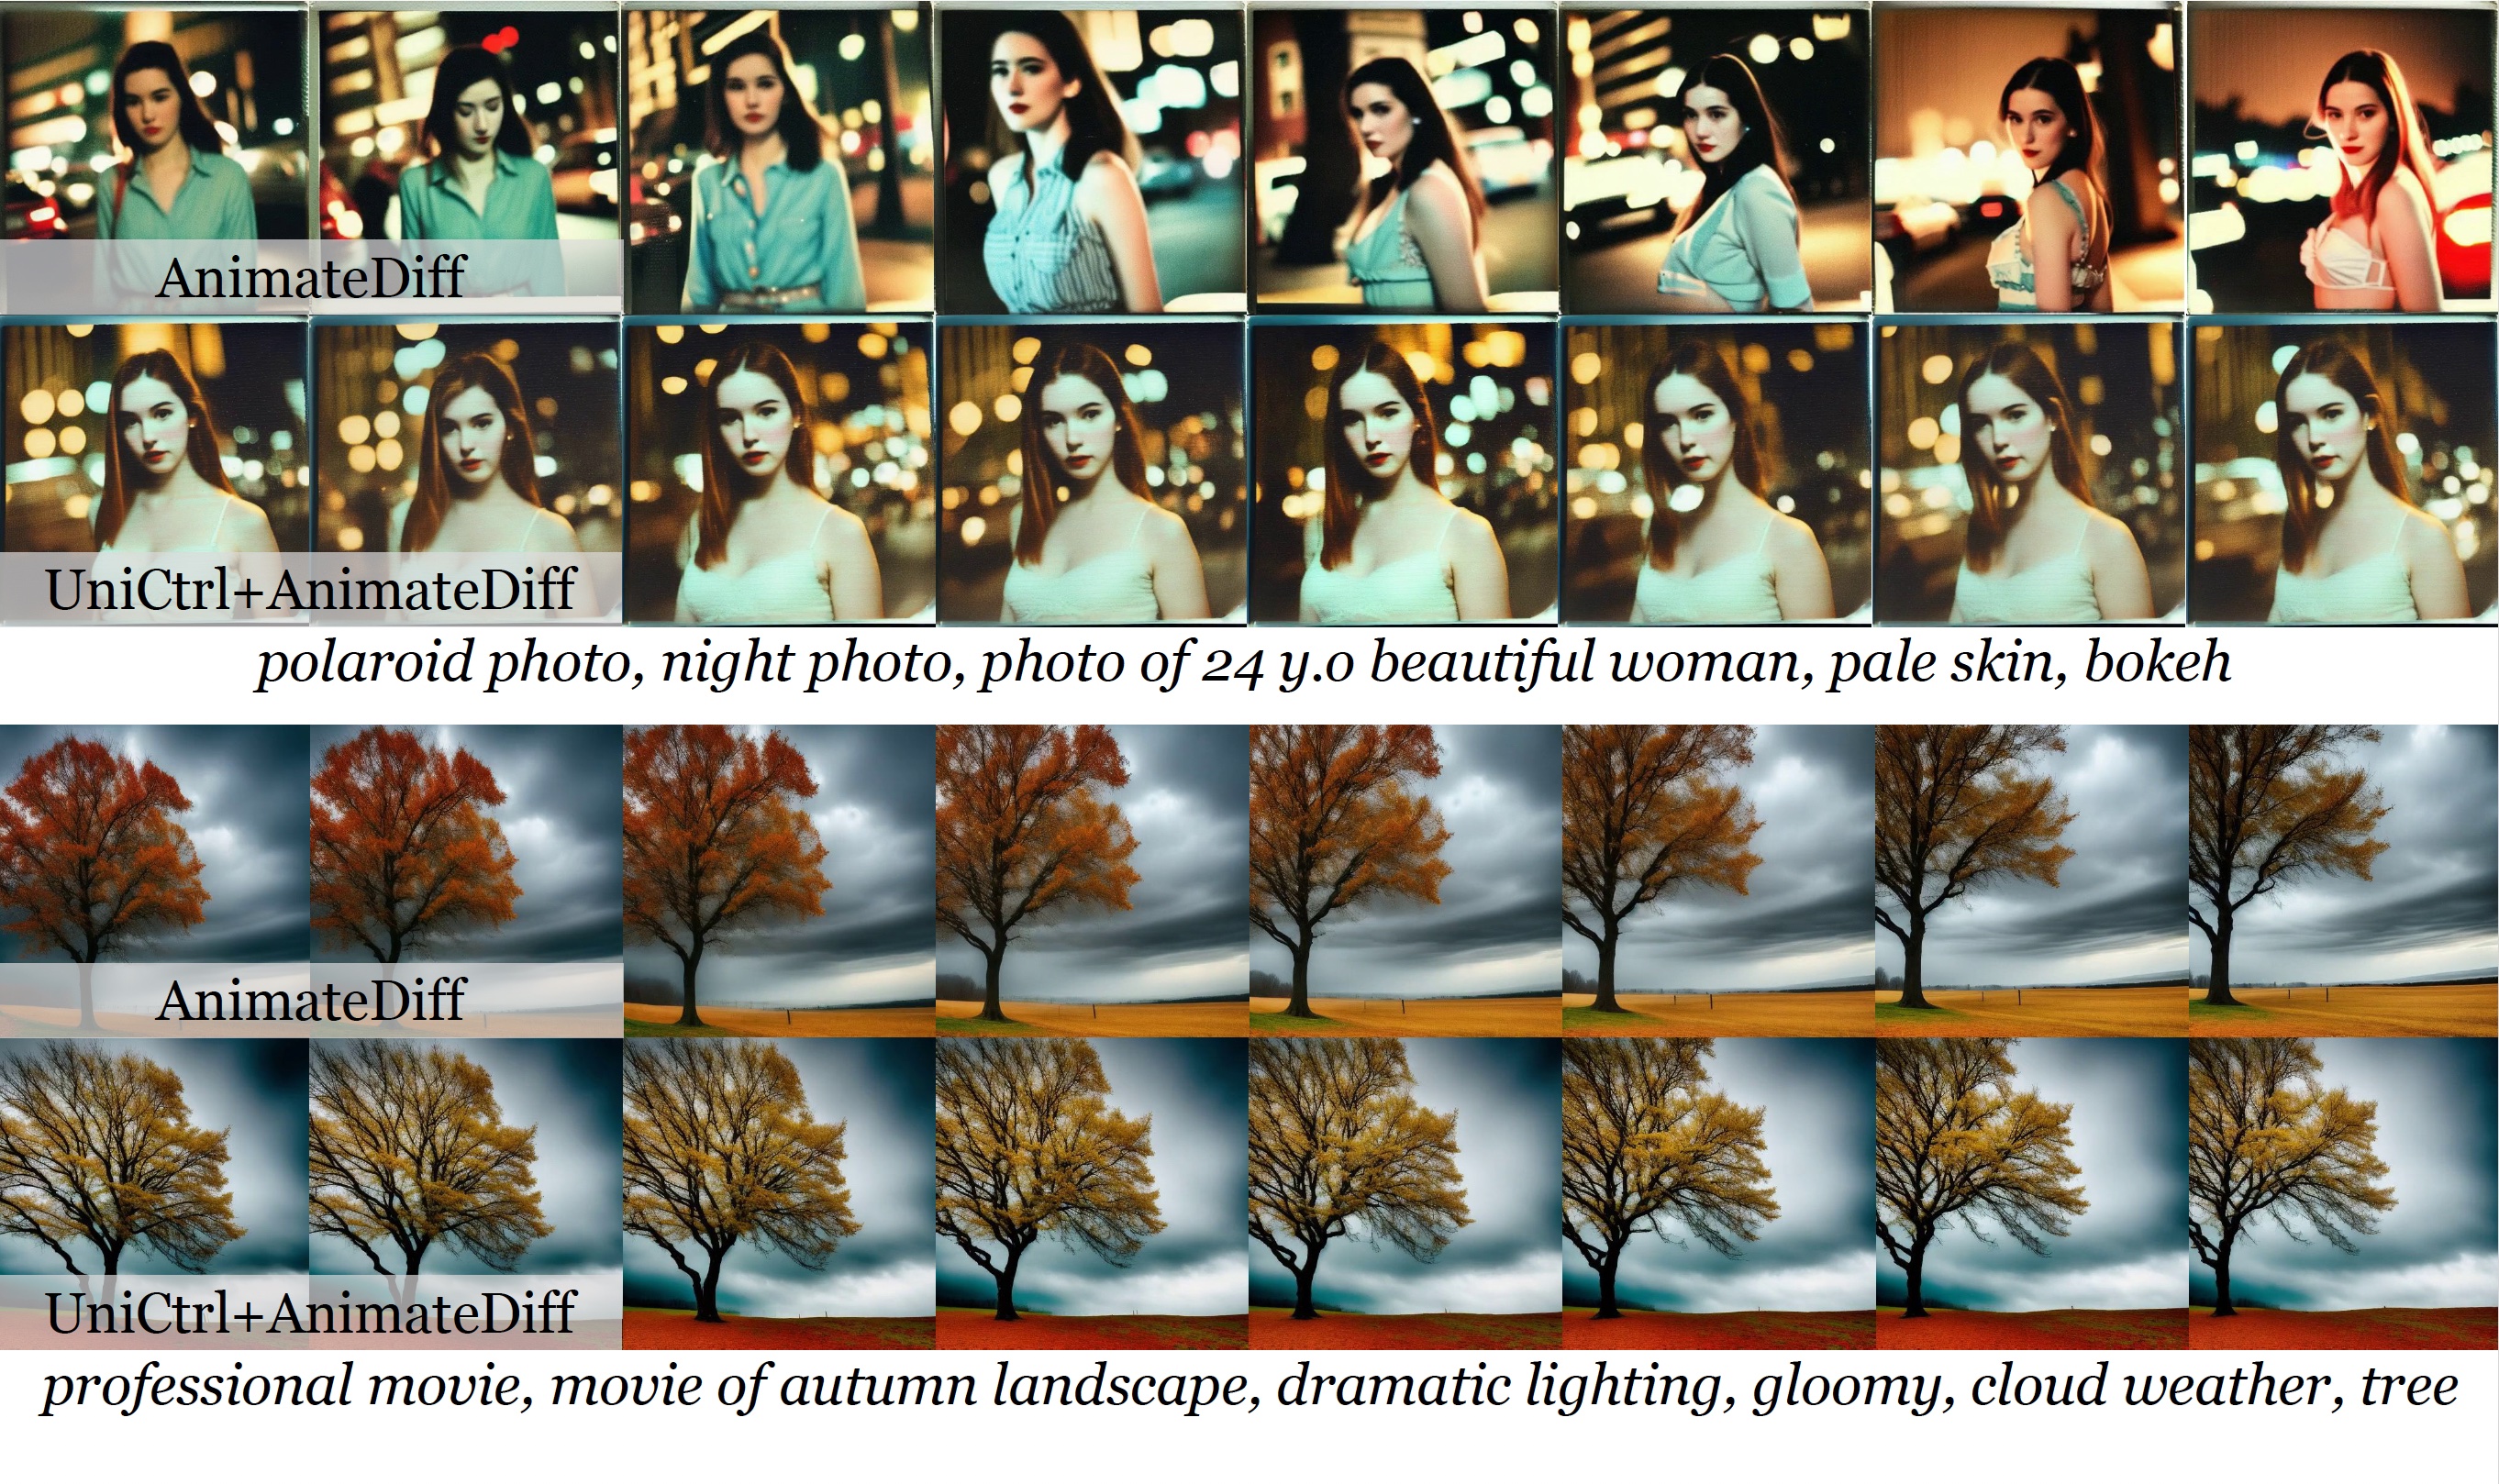 AnimateDiff
UniCtrl+AnimateDiff
polaroid photo, night photo, photo of 24 y.o beautiful woman, pale skin, bokeh
AnimateDiff
UniCtrl+AnimateDiff
professional movie, movie of autumn landscape, dramatic lighting, gloomy, cloud weather, tree